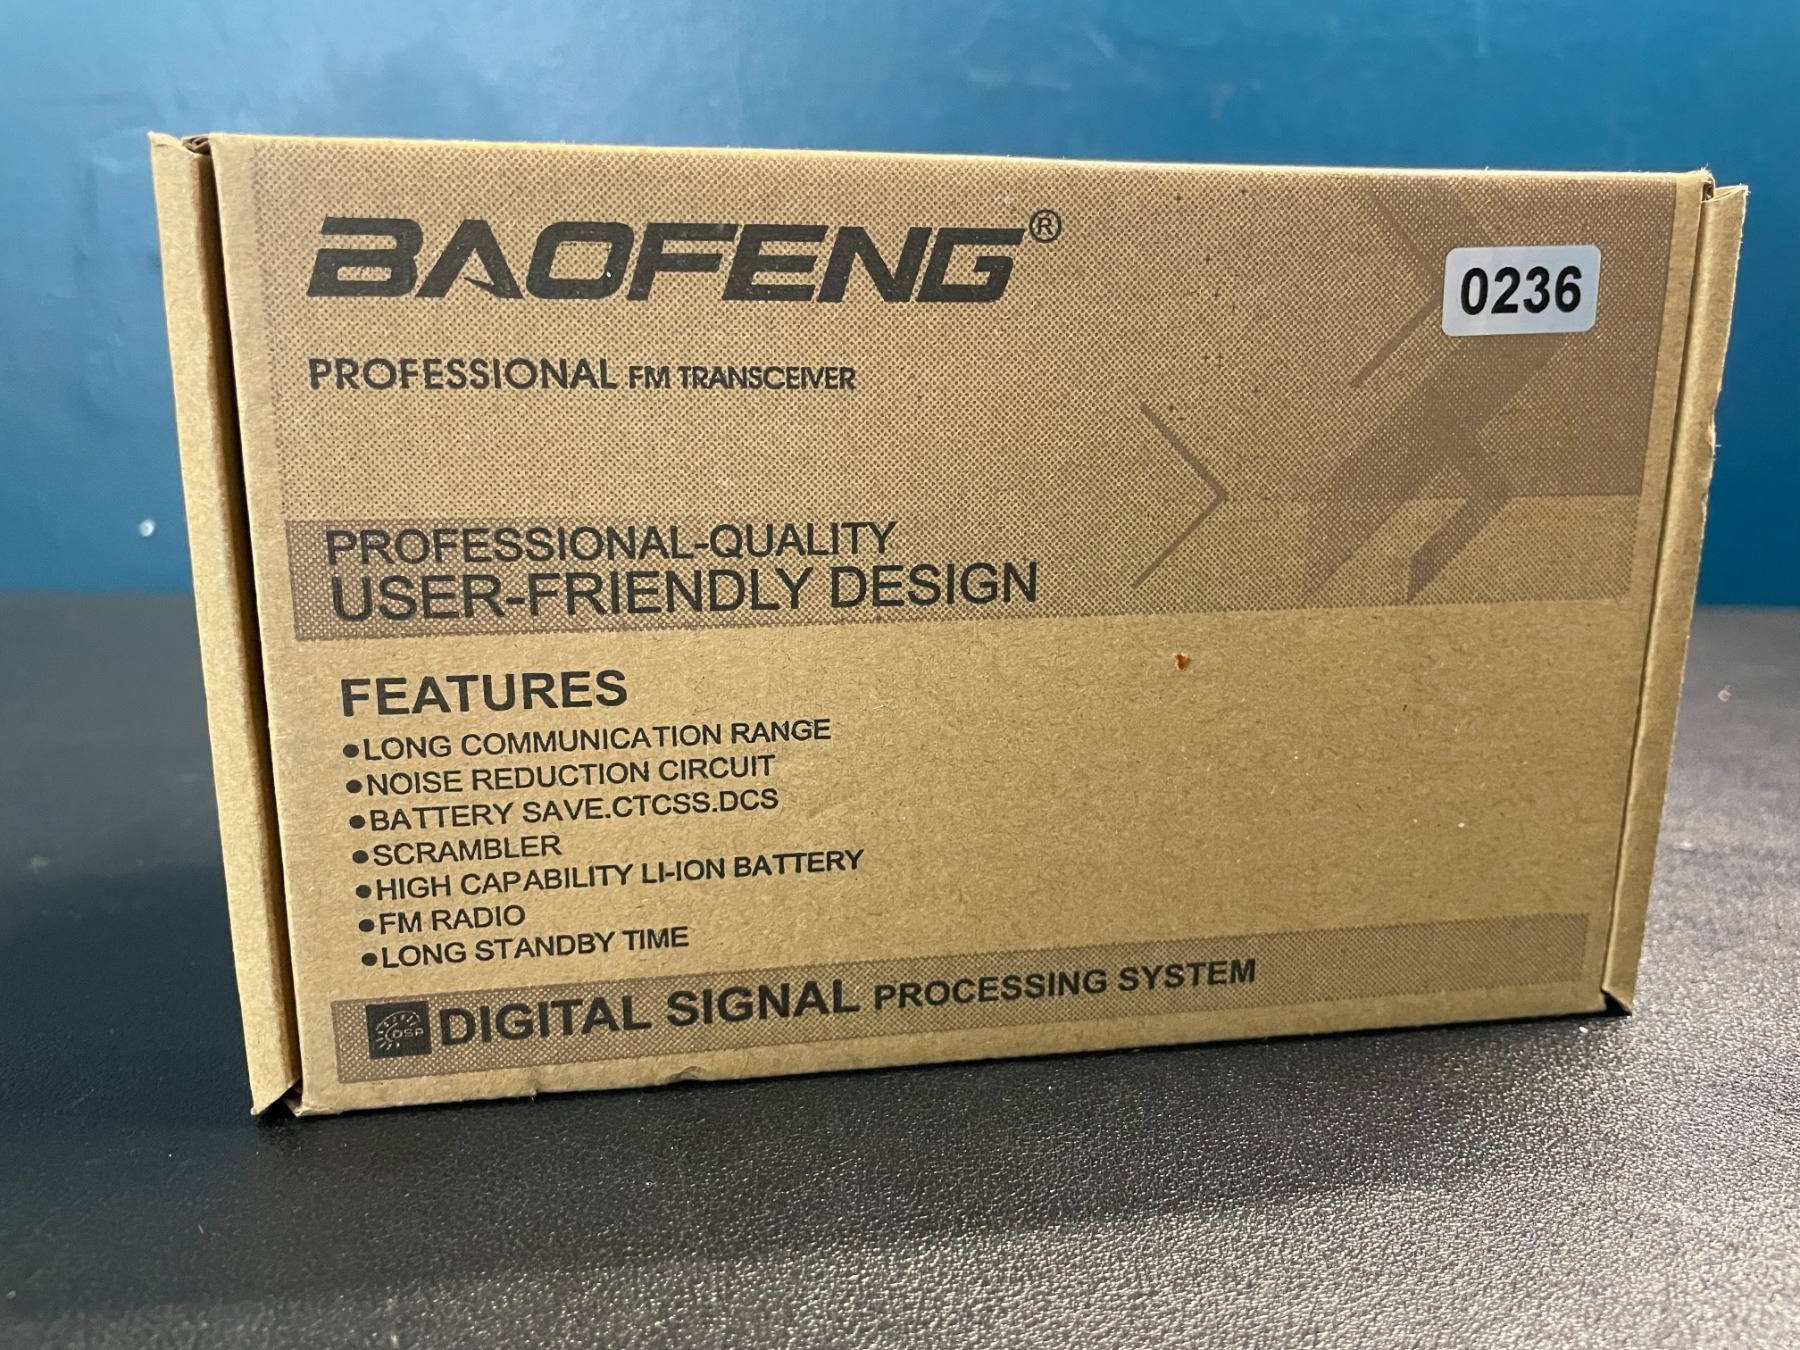 BAOFENG®
0236
PROFESSIONAL FM TRANSCEIVER
PROFESSIONAL-QUALITY
USER-FRIENDLY DESIGN
FEATURES
●LONG COMMUNICATION RANGE
●NOISE REDUCTION CIRCUIT
●BATTERY SAVE.CTCSS.DCS
●SCRAMBLER
●HIGH CAPABILITY LI-ION BATTERY
●FM RADIO
●LONG STANDBY TIME
DSP DIGITAL SIGNAL PROCESSING SYSTEM